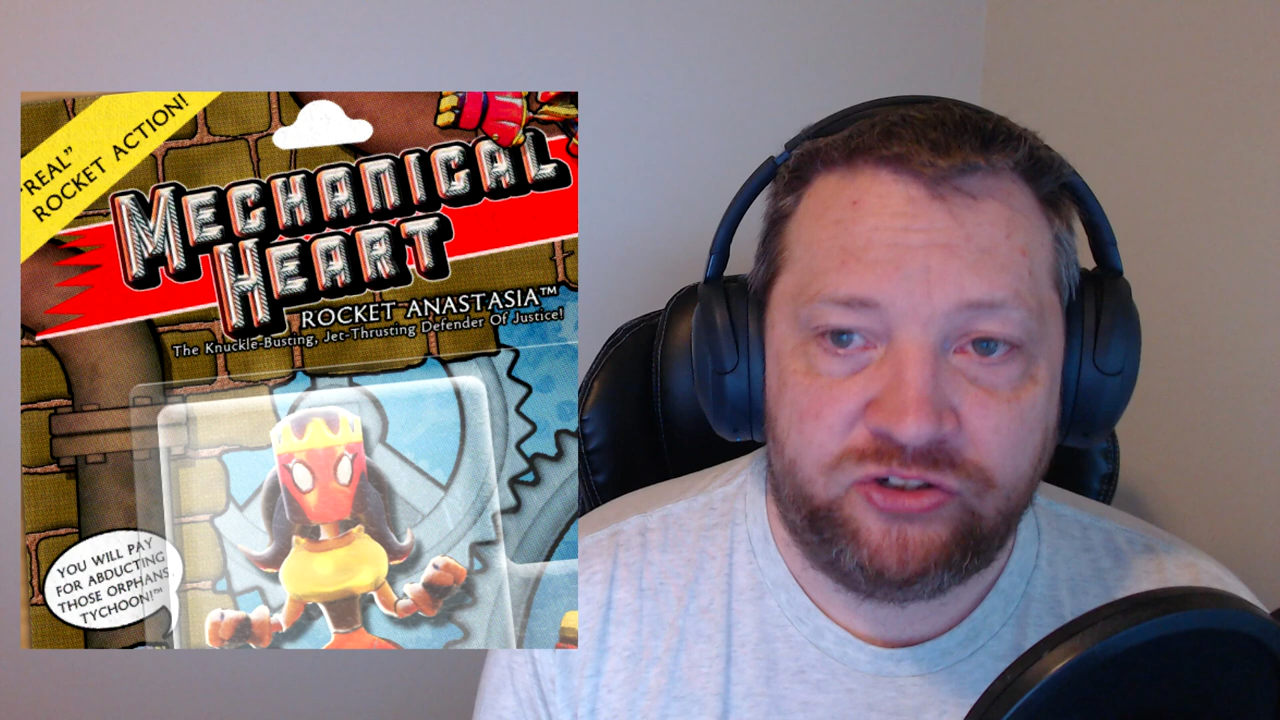 "REAL"
ROCKET ACTION!
MECHANICAL
HEART
ROCKET ANASTASIA™
The Knuckle-Busting, Jet-Thrusting Defender Of Justice!
YOU WILL PAY
FOR ABDUCTING
THOSE ORPHANS,
TYCHOON!™